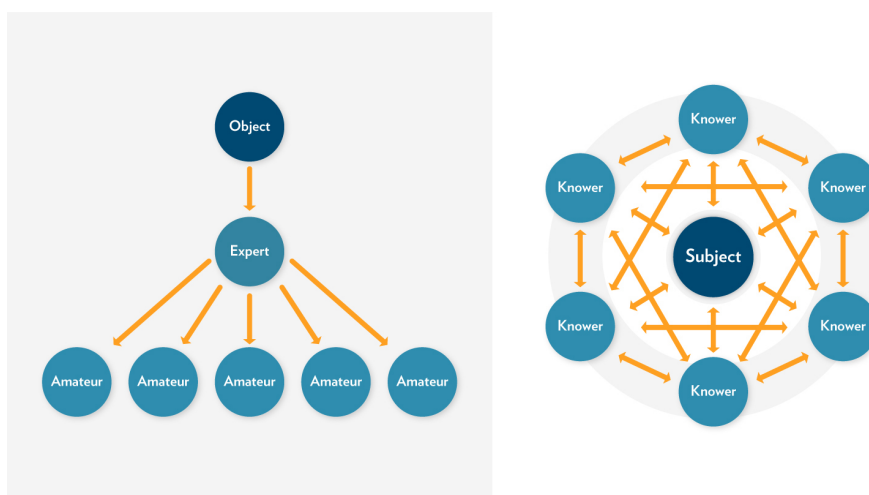 Object
Expert
Amateur Amateur Amateur Amateur Amateur
Knower
Knower Knower
Subject
Knower Knower
Knower